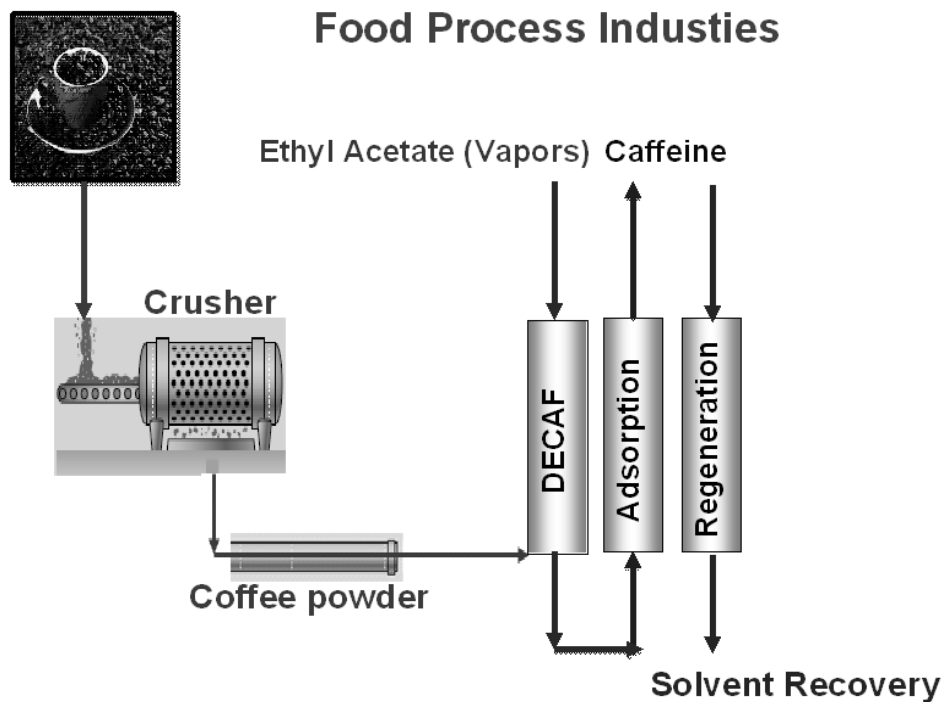 Food Process Industies
Ethyl Acetate (Vapors) Caffeine
Crusher
DECAF
Adsorption
Regeneration
Coffee powder
Solvent Recovery